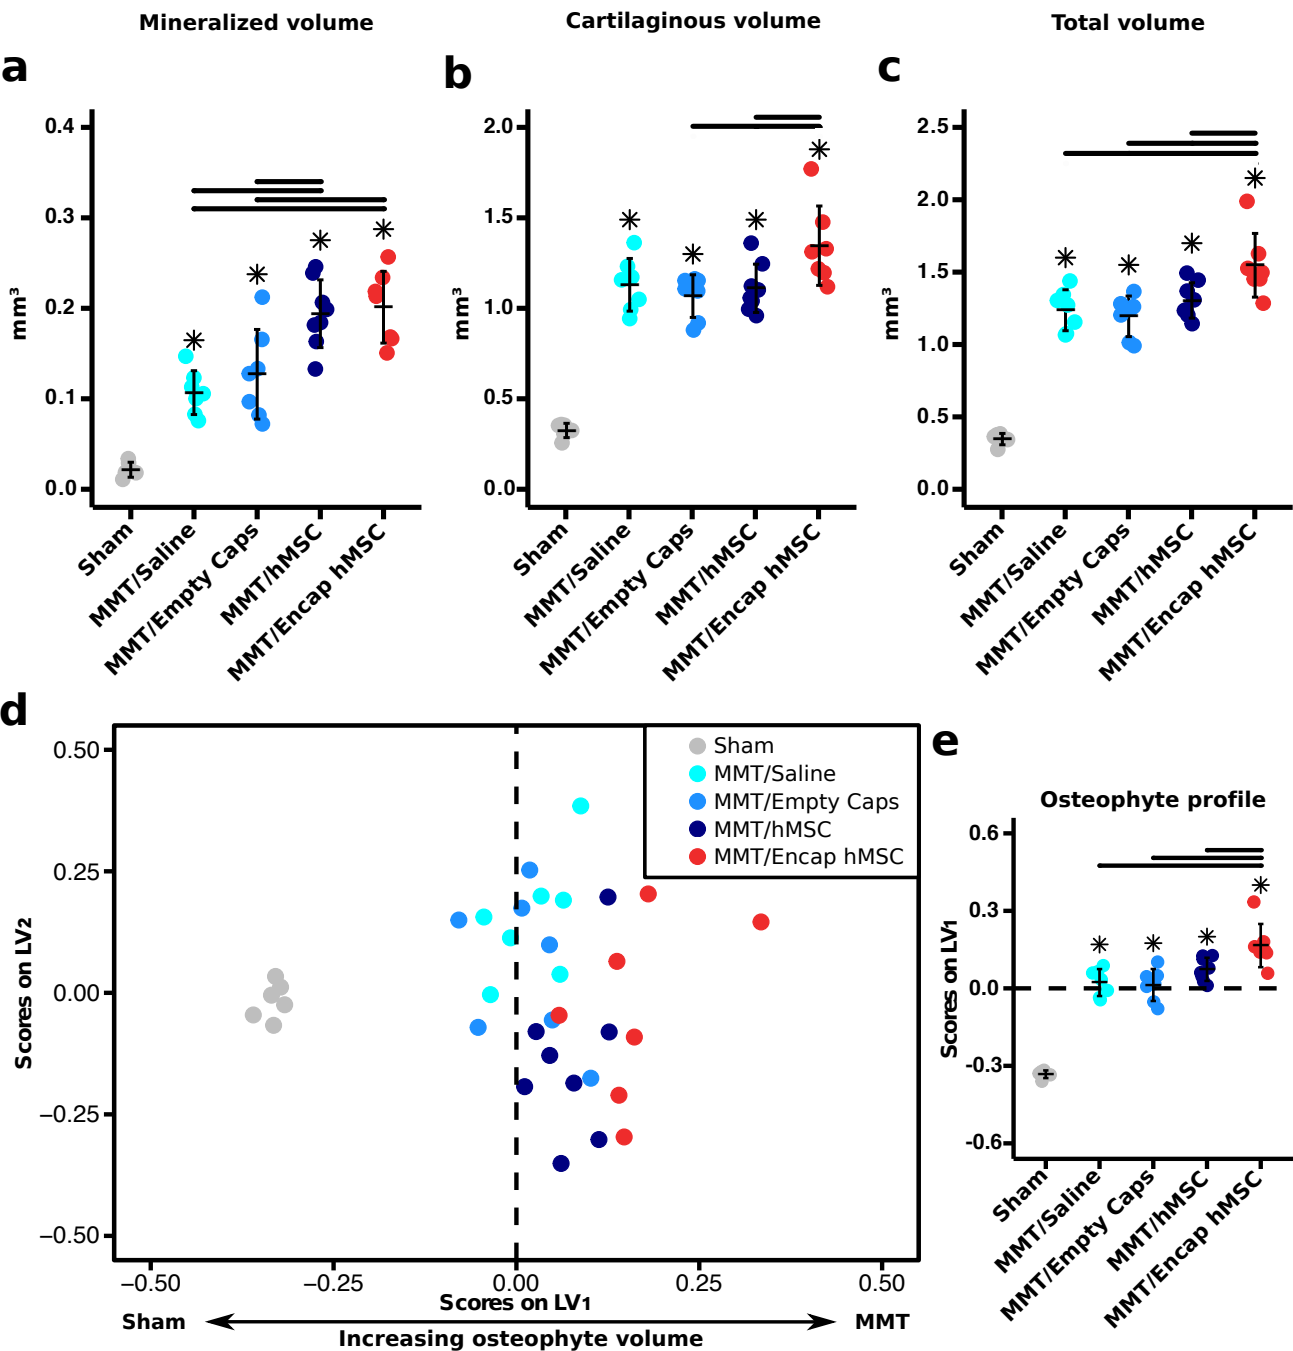 Mineralized volume
Cartilaginous volume
Total volume
a
b
c
mm³
0.4
0.3
0.2
0.1
0.0
Sham
MMT/Saline
MMT/Empty Caps
MMT/hMSC
MMT/Encap hMSC
mm³
2.0
1.5
1.0
0.5
0.0
Sham
MMT/Saline
MMT/Empty Caps
MMT/hMSC
MMT/Encap hMSC
mm³
2.5
2.0
1.5
1.0
0.5
0.0
Sham
MMT/Saline
MMT/Empty Caps
MMT/hMSC
MMT/Encap hMSC
d
Scores on LV2
0.50
0.25
0.00
−0.25
−0.50
Sham
MMT/Saline
MMT/Empty Caps
MMT/hMSC
MMT/Encap hMSC
−0.50
−0.25
0.00
0.25
0.50
Scores on LV1
Sham
MMT
Increasing osteophyte volume
e
Osteophyte profile
Scores on LV1
0.6
0.3
0.0
-0.3
-0.6
Sham
MMT/Saline
MMT/Empty Caps
MMT/hMSC
MMT/Encap hMSC